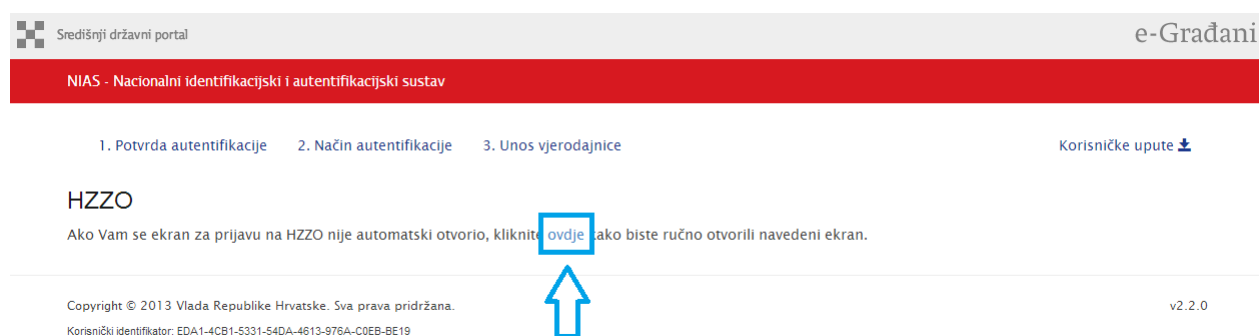 Središnji državni portal
e-Građani
NIAS - Nacionalni identifikacijski i autentifikacijski sustav
1. Potvrda autentifikacije 2. Način autentifikacije 3. Unos vjerodajnice
Korisničke upute
HZZO
Ako Vam se ekran za prijavu na HZZO nije automatski otvorio, kliknite ovdje kako biste ručno otvorili navedeni ekran.
Copyright © 2013 Vlada Republike Hrvatske. Sva prava pridržana.
v2.2.0
Korisnički identifikator: EDA1-4CB1-5331-54DA-4613-976A-C0EB-BE19